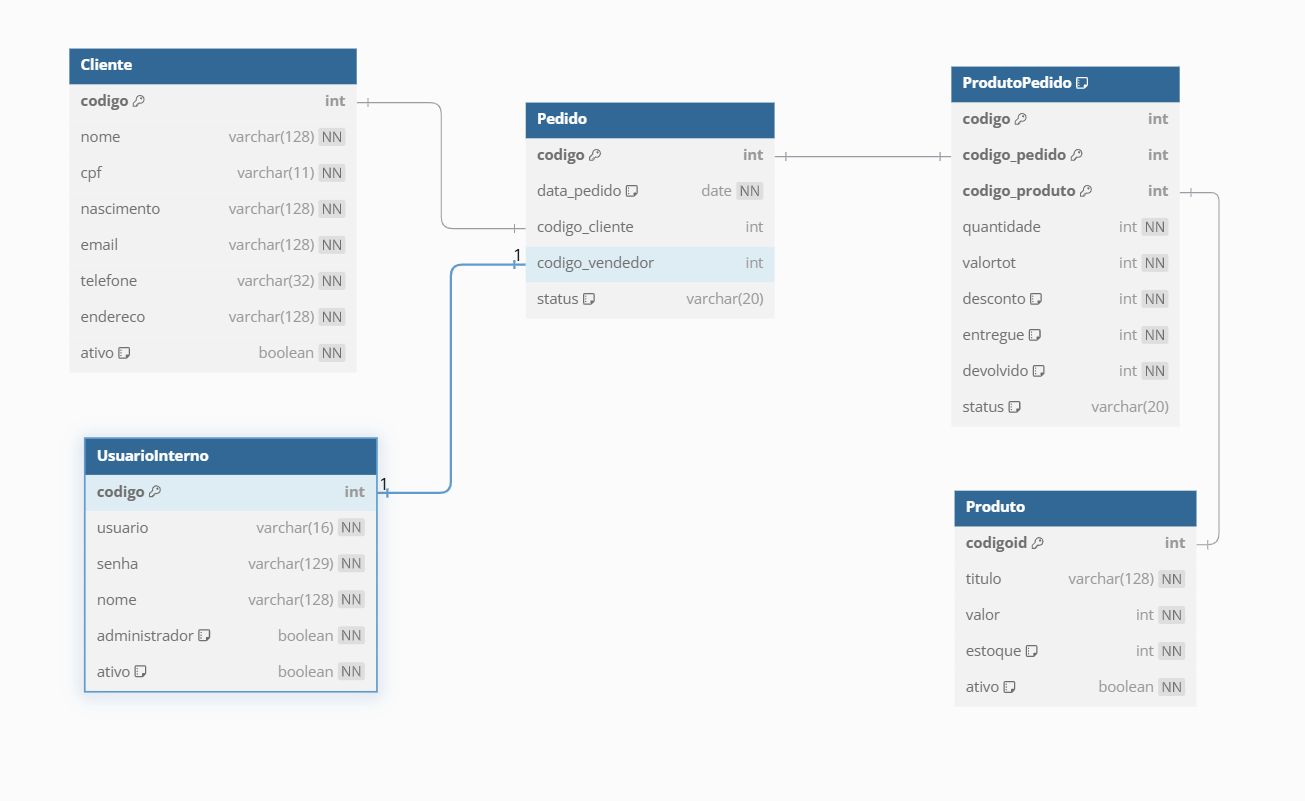 Cliente
codigo int
nome varchar(128) NN
cpf varchar(11) NN
nascimento varchar(128) NN
email varchar(128) NN
telefone varchar(32) NN
endereco varchar(128) NN
ativo boolean NN
Pedido
codigo int
data_pedido date NN
codigo_cliente int
1
codigo_vendedor int
status varchar(20)
ProdutoPedido
codigo int
codigo_pedido int
codigo_produto int
quantidade int NN
valortot int NN
desconto int NN
entregue int NN
devolvido int NN
status varchar(20)
UsuarioInterno
codigo int
1
usuario varchar(16) NN
senha varchar(129) NN
nome varchar(128) NN
administrador boolean NN
ativo boolean NN
Produto
codigoid int
titulo varchar(128) NN
valor int NN
estoque int NN
ativo boolean NN